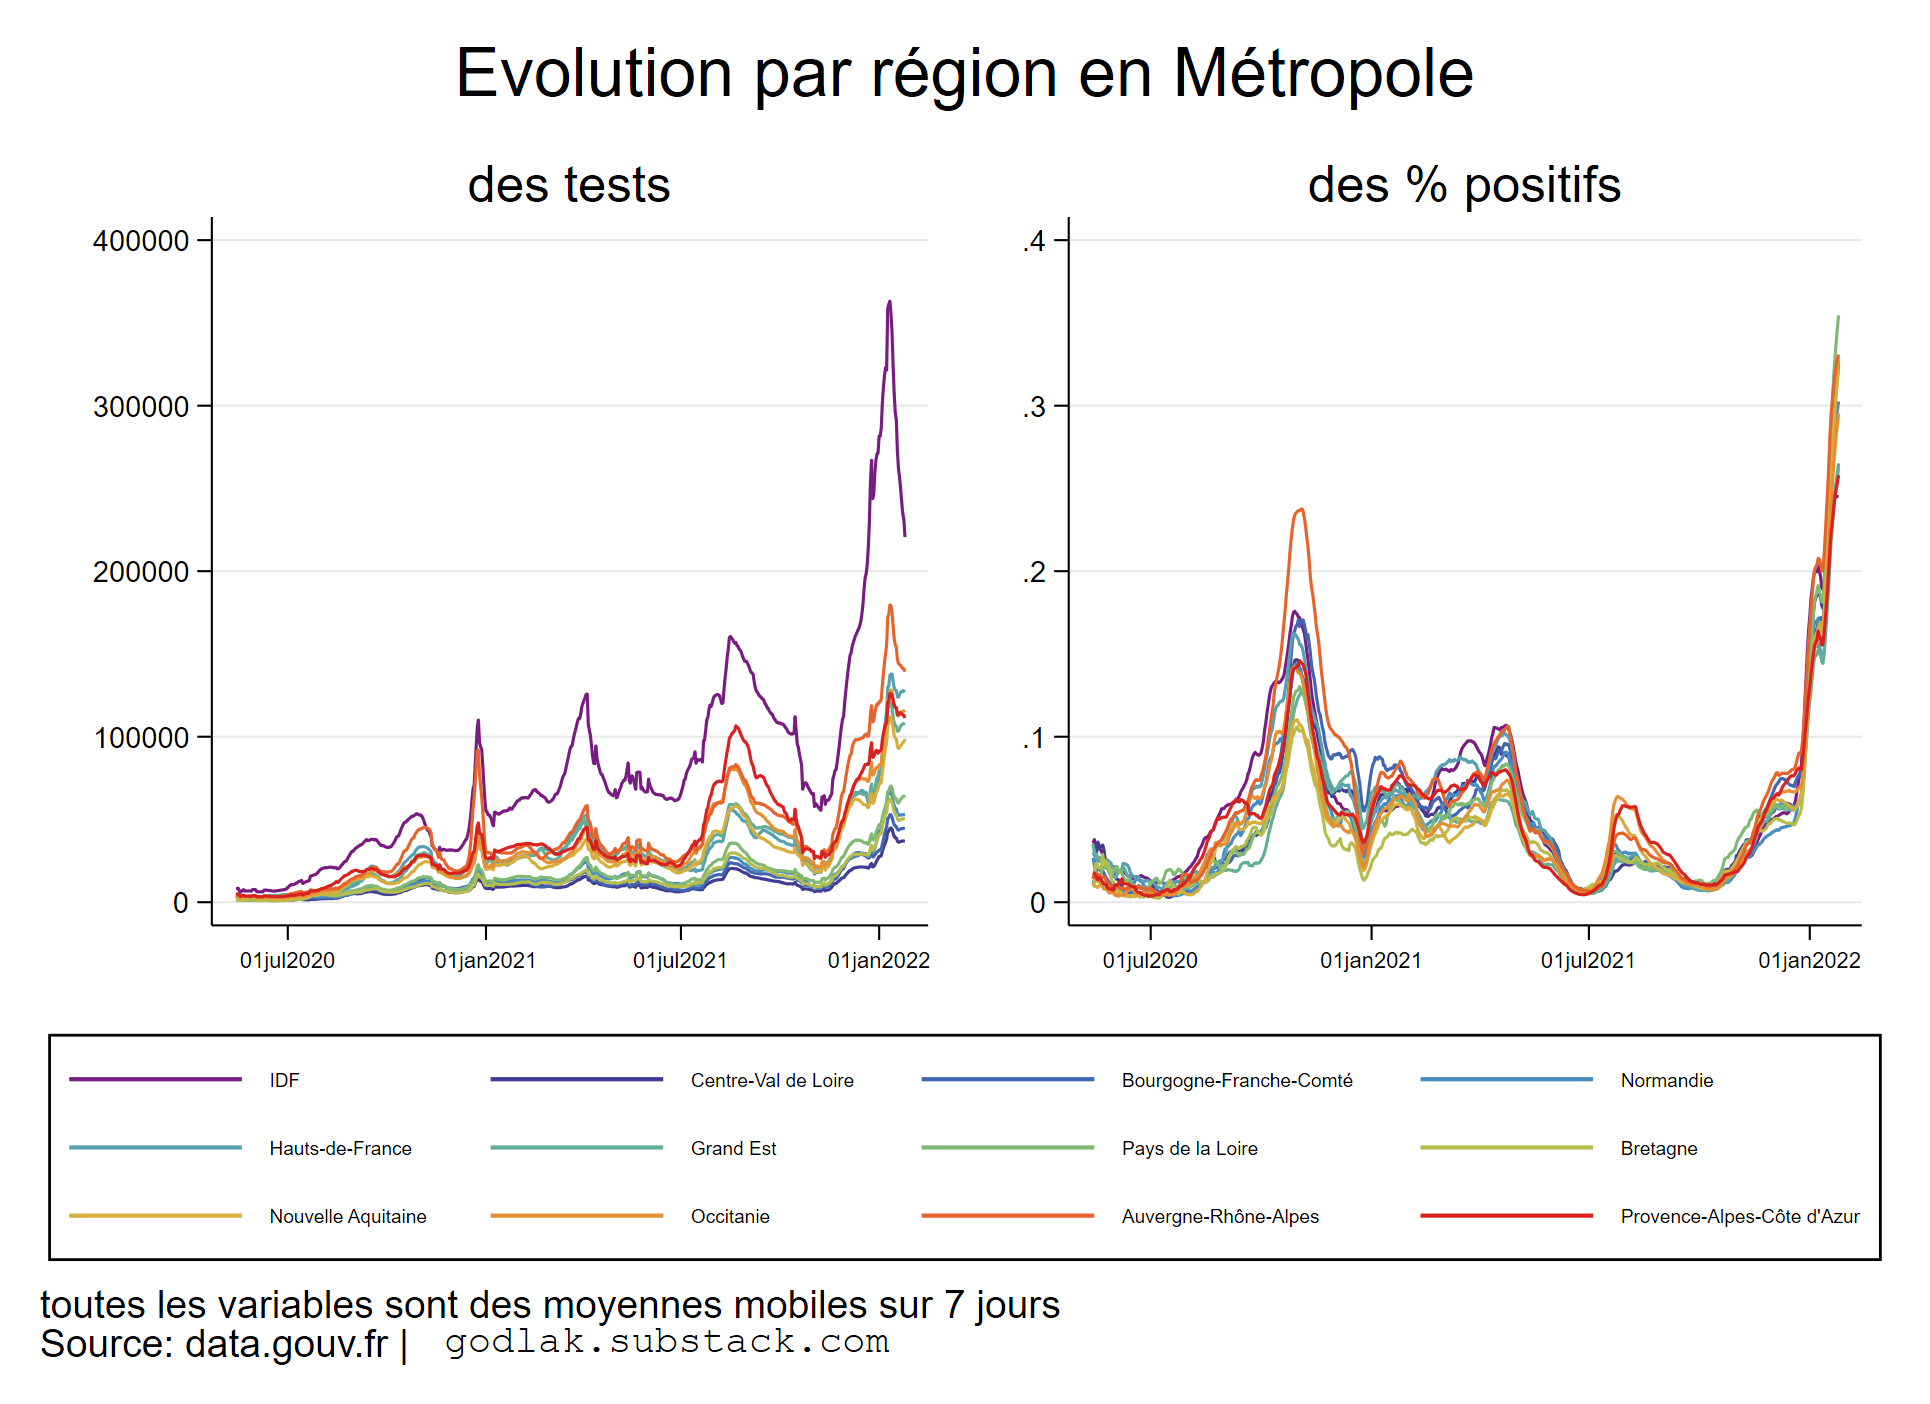 Evolution par région en Métropole
des tests
400000
300000
200000
100000
0
01jul2020
01jan2021
01jul2021
01jan2022
des % positifs
.4
.3
.2
.1
0
01jul2020
01jan2021
01jul2021
01jan2022
IDF
Centre-Val de Loire
Bourgogne-Franche-Comté
Normandie
Hauts-de-France
Grand Est
Pays de la Loire
Bretagne
Nouvelle Aquitaine
Occitanie
Auvergne-Rhône-Alpes
Provence-Alpes-Côte d'Azur
toutes les variables sont des moyennes mobiles sur 7 jours
Source: data.gouv.fr | godlak.substack.com